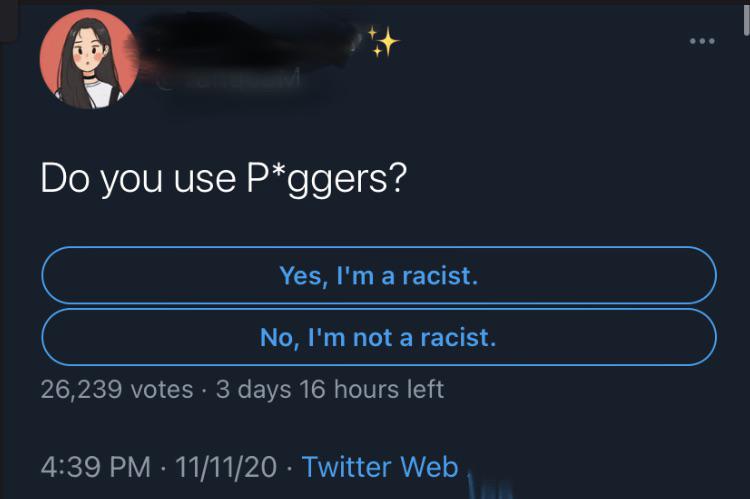 Do you use P*ggers?
Yes, I'm a racist.
No, I'm not a racist.
26,239 votes · 3 days 16 hours left
4:39 PM · 11/11/20 · Twitter Web